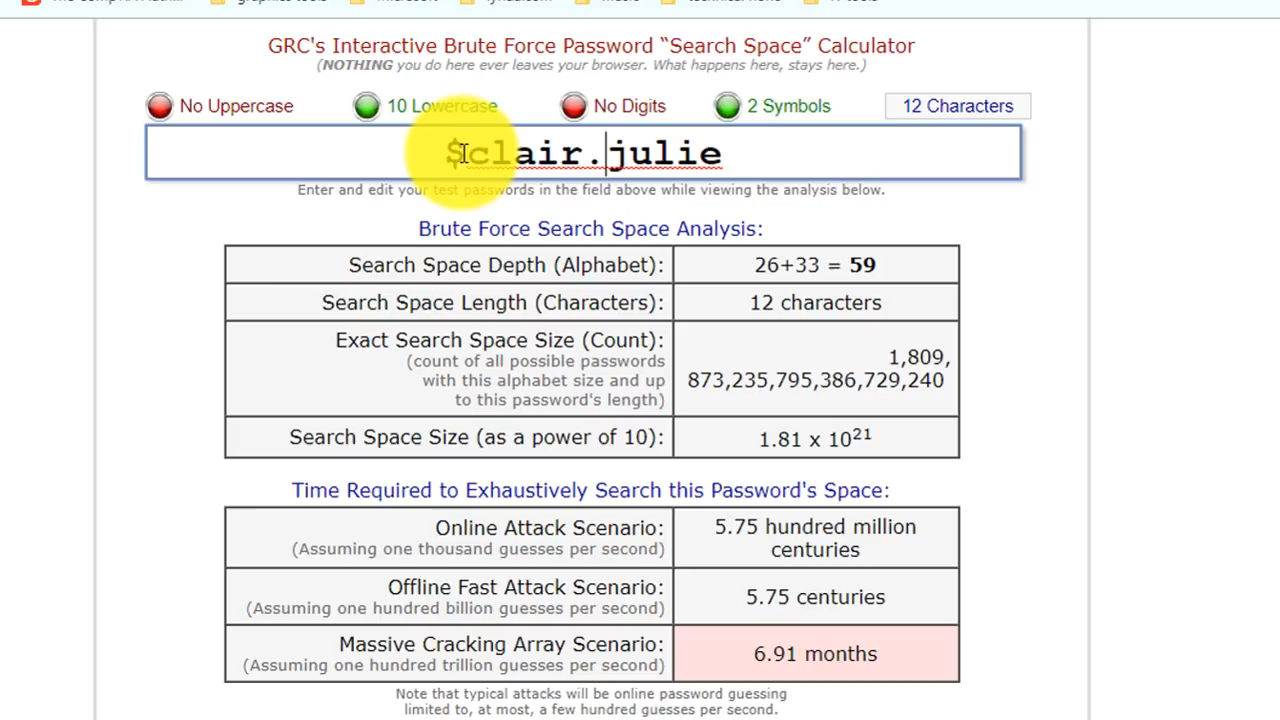 GRC's Interactive Brute Force Password “Search Space” Calculator
(NOTHING you do here ever leaves your browser. What happens here, stays here.)
No Uppercase 10 Lowercase No Digits 2 Symbols 12 Characters
$clair.julie
Enter and edit your test passwords in the field above while viewing the analysis below.
Brute Force Search Space Analysis:
Search Space Depth (Alphabet): 26+33 = 59
Search Space Length (Characters): 12 characters
Exact Search Space Size (Count):
(count of all possible passwords
with this alphabet size and up
to this password's length)
1,809,
873,235,795,386,729,240
Search Space Size (as a power of 10): 1.81 x 10²¹
Time Required to Exhaustively Search this Password's Space:
Online Attack Scenario:
(Assuming one thousand guesses per second)
5.75 hundred million
centuries
Offline Fast Attack Scenario:
(Assuming one hundred billion guesses per second)
5.75 centuries
Massive Cracking Array Scenario:
(Assuming one hundred trillion guesses per second)
6.91 months
Note that typical attacks will be online password guessing
limited to, at most, a few hundred guesses per second.